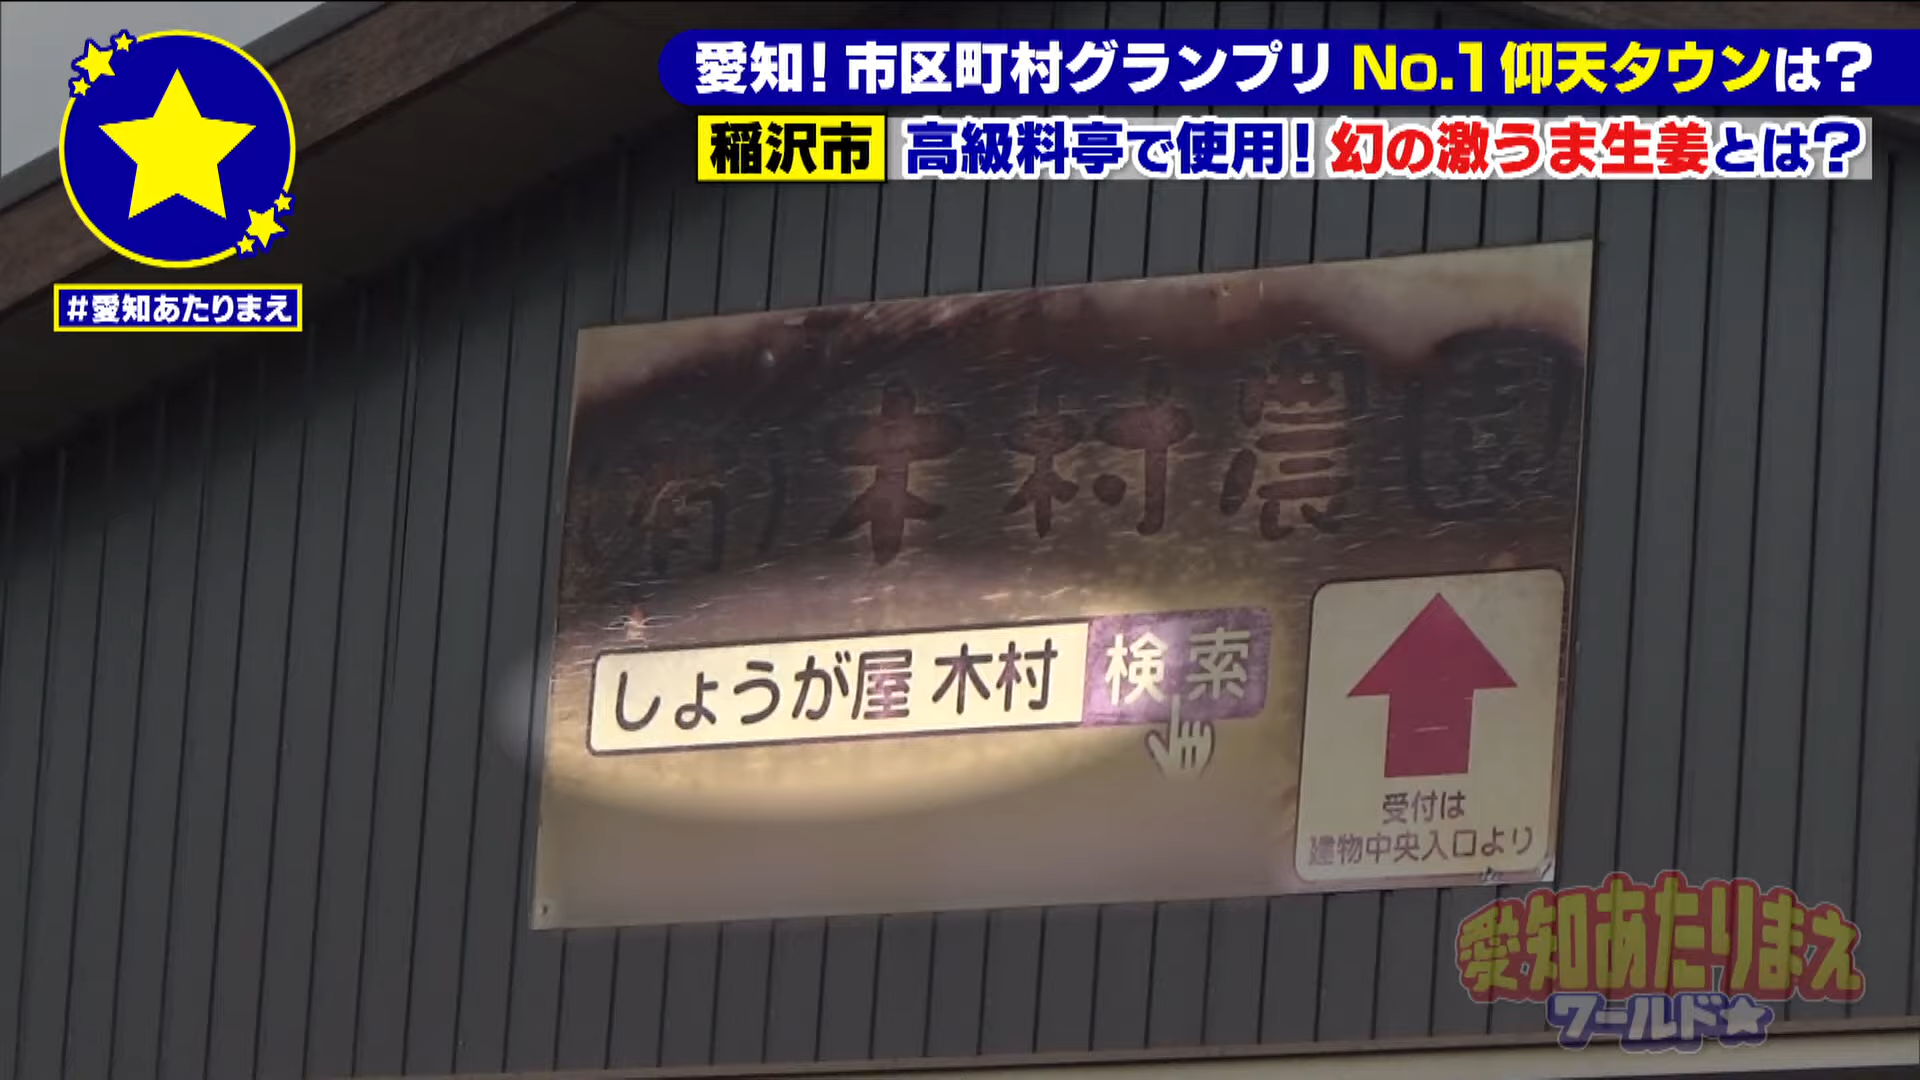 愛知！市区町村グランプリ No.1仰天タウンは？
稲沢市 高級料亭で使用！幻の激うま生姜とは？
#愛知あたりまえ
(有)木村農園
しょうが屋 木村 検索
受付は
建物中央入口より
愛知あたりまえ
ワールド☆